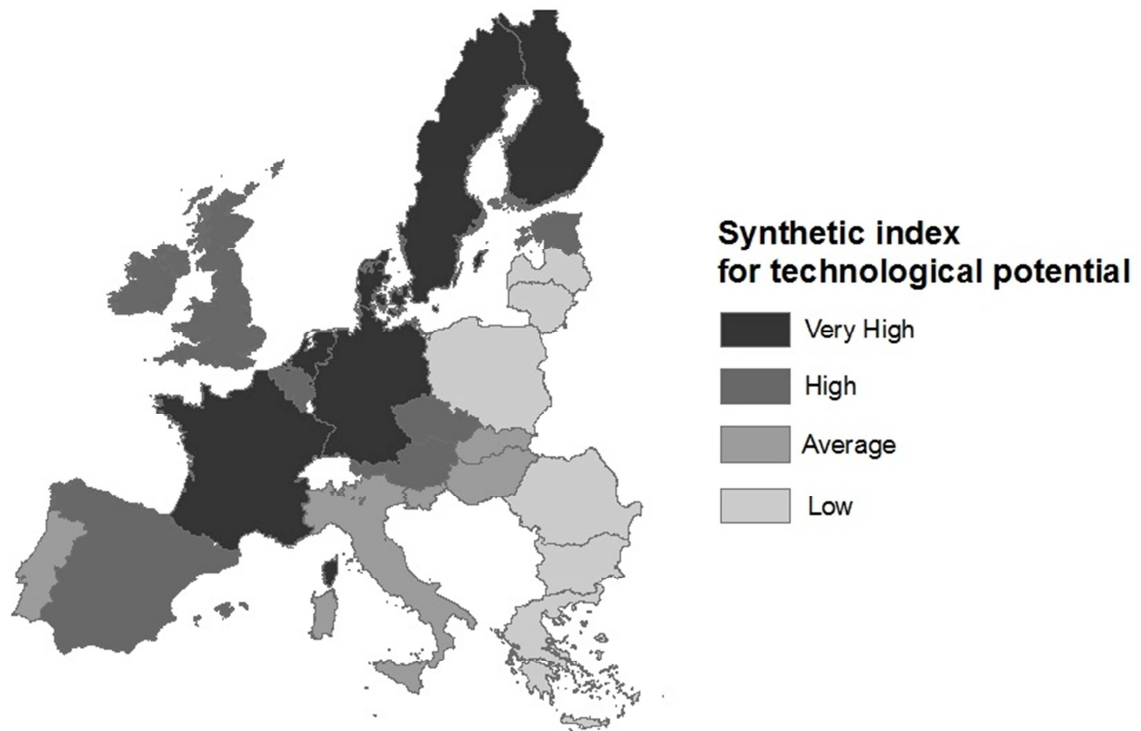 Synthetic index
for technological potential
Very High
High
Average
Low